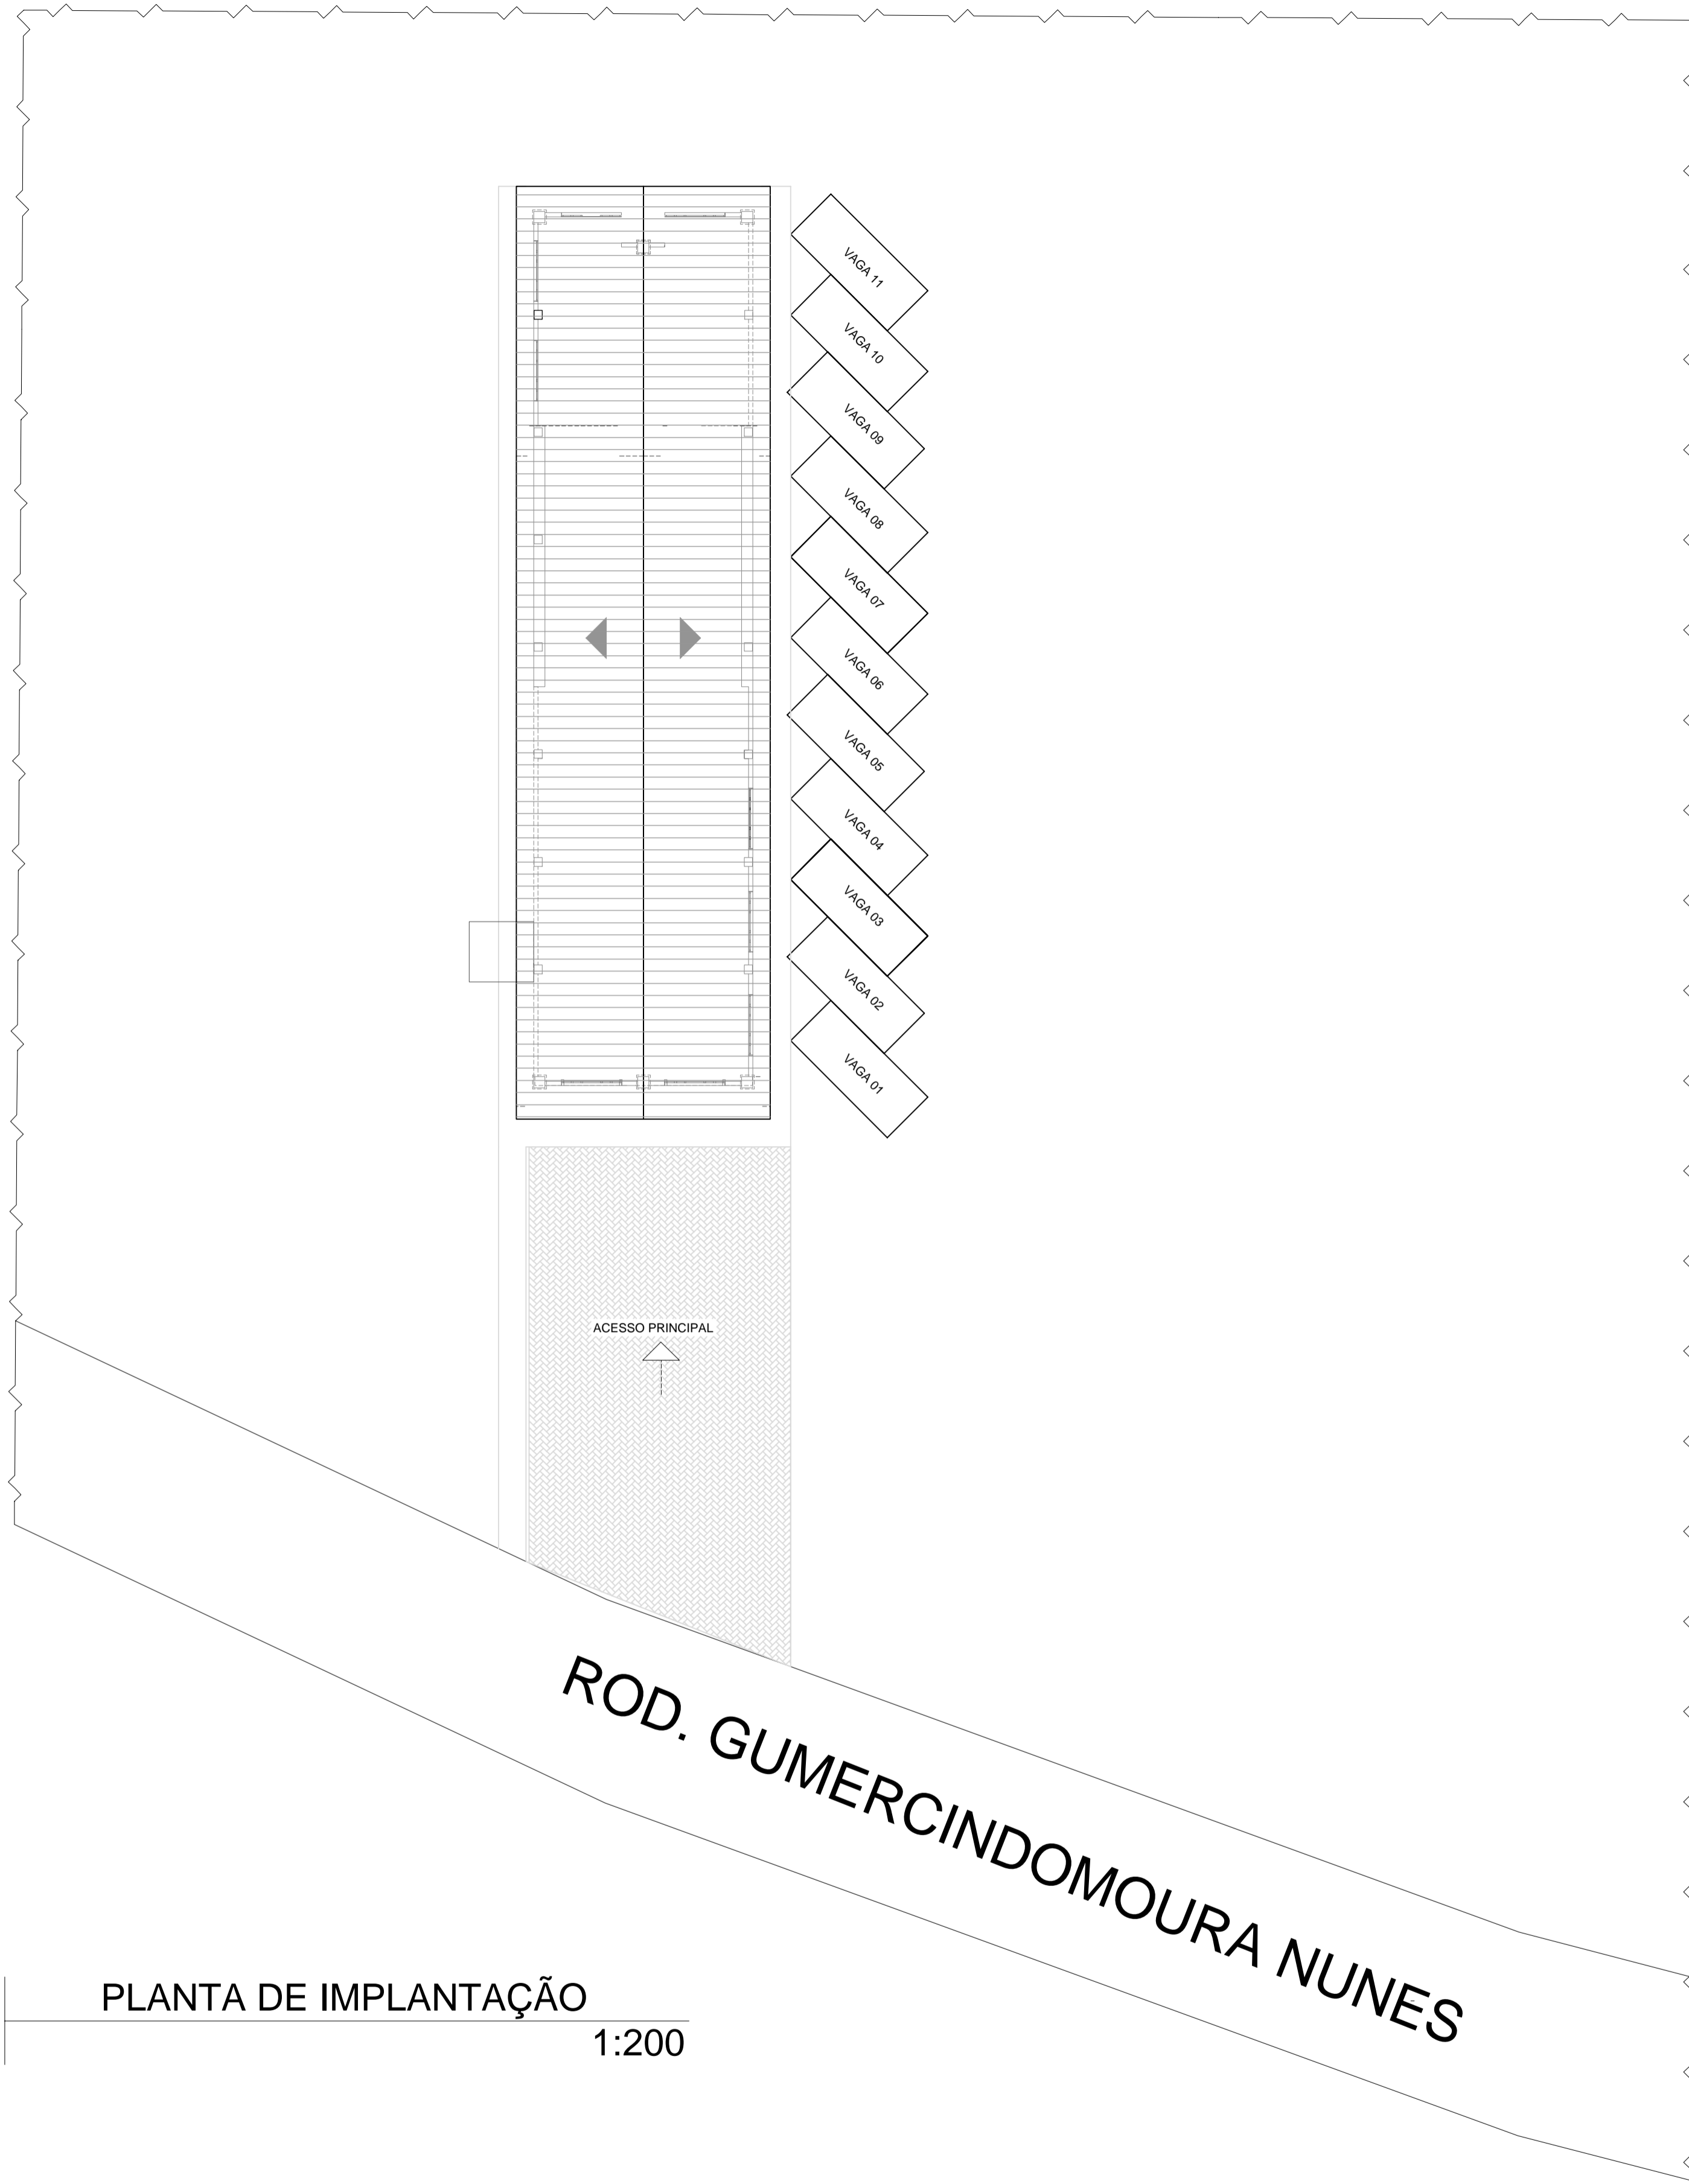 VAGA 11
VAGA 10
VAGA 09
VAGA 08
VAGA 07
VAGA 06
VAGA 05
VAGA 04
VAGA 03
VAGA 02
VAGA 01
ACESSO PRINCIPAL
ROD. GUMERCINDOMOURA NUNES
PLANTA DE IMPLANTAÇÃO
1:200